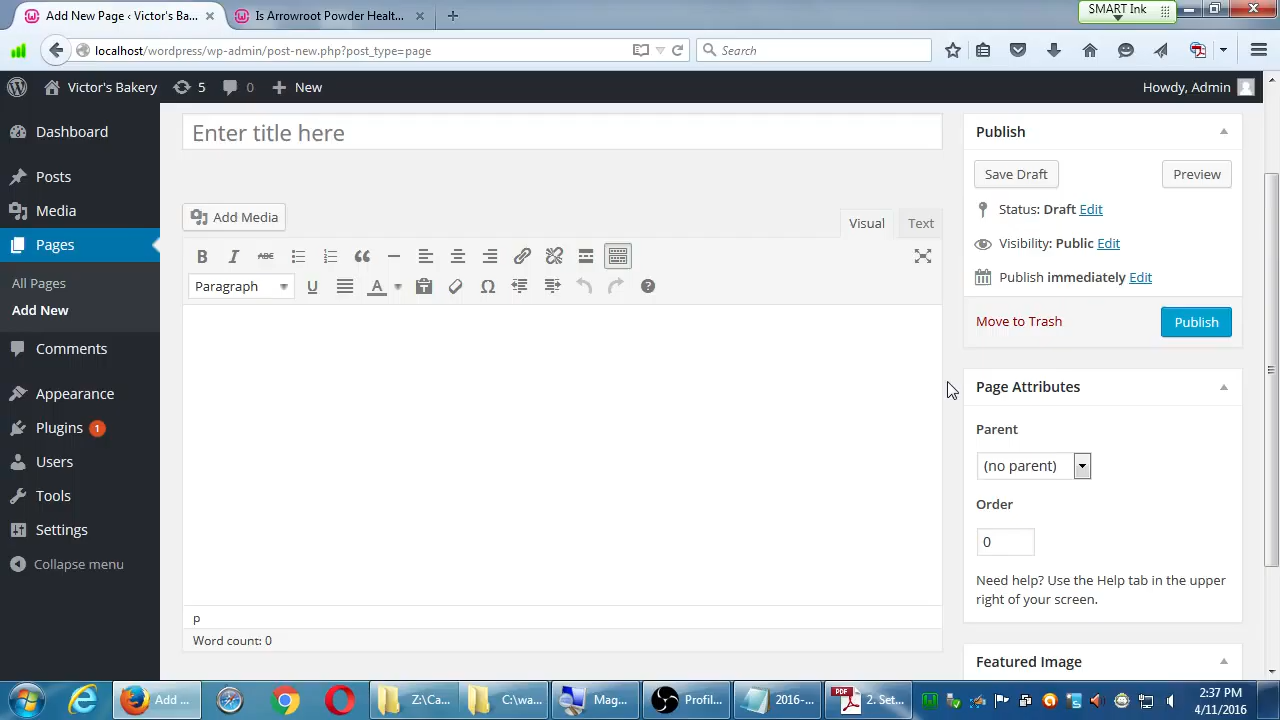 Add New Page ‹ Victor's Ba...
Is Arrowroot Powder Healt...
SMART Ink
localhost/wordpress/wp-admin/post-new.php?post_type=page
Search
Victor's Bakery
5
0
New
Howdy, Admin
Dashboard
Posts
Media
Pages
All Pages
Add New
Comments
Appearance
Plugins 1
Users
Tools
Settings
Collapse menu
Enter title here
Add Media
Visual
Text
B I ABC
Paragraph
U A Ω
p
Word count: 0
Publish
Save Draft
Preview
Status: Draft Edit
Visibility: Public Edit
Publish immediately Edit
Move to Trash
Publish
Page Attributes
Parent
(no parent)
Order
0
Need help? Use the Help tab in the upper
right of your screen.
Featured Image
Add ...
Z:\Ca...
C:\wa...
Mag...
Profil...
2016-...
PDF
2. Set...
2:37 PM
4/11/2016